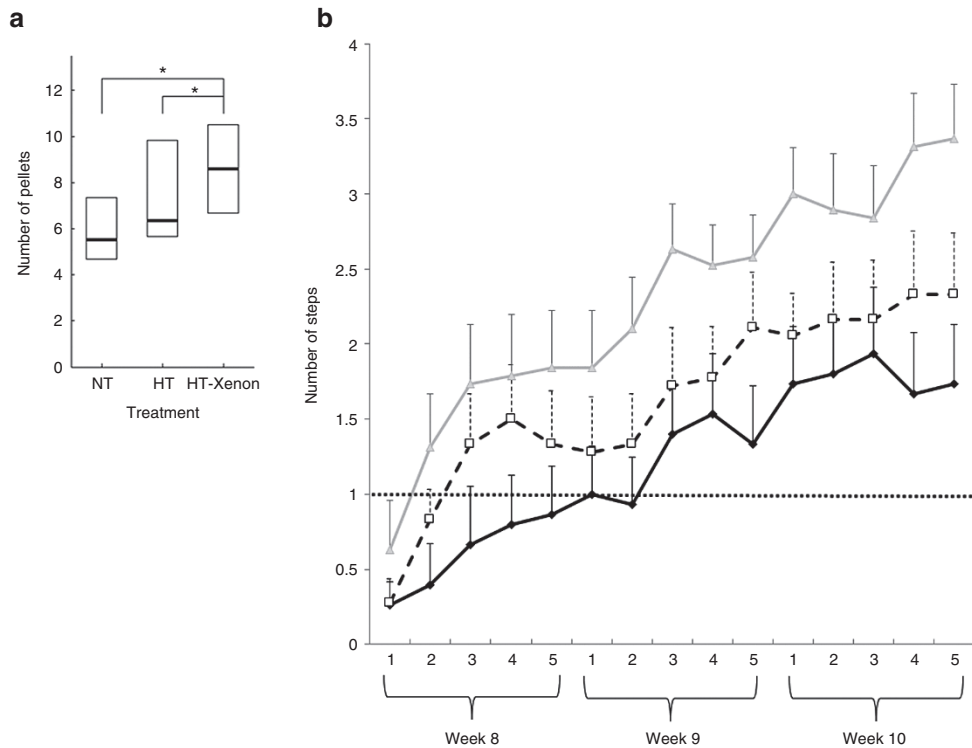 a
Number of pellets
12
10
8
6
4
2
0
* 
*
NT HT HT-Xenon
Treatment
b
Number of steps
4
3.5
3
2.5
2
1.5
1
0.5
0
1 2 3 4 5 1 2 3 4 5 1 2 3 4 5
Week 8 Week 9 Week 10